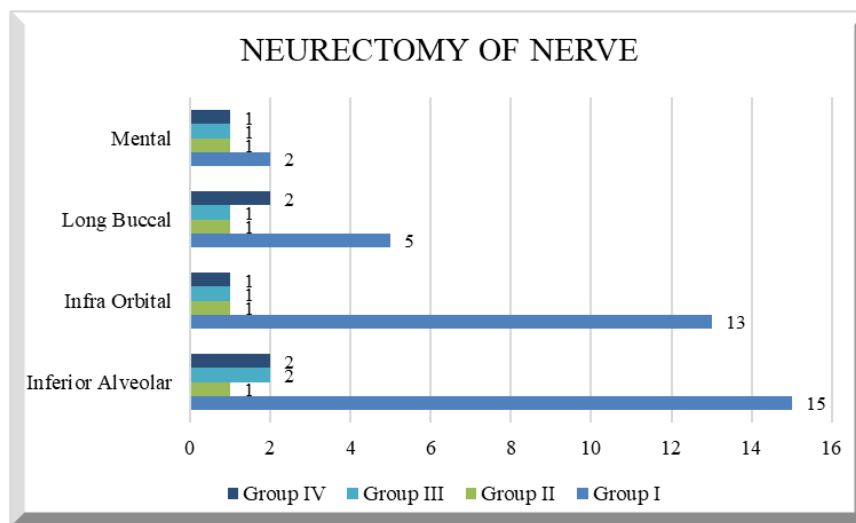 NEURECTOMY OF NERVE
Mental
1
1
1
2
Long Buccal
2
1
1
5
Infra Orbital
1
1
1
13
Inferior Alveolar
2
2
1
15
0 2 4 6 8 10 12 14 16
Group IV Group III Group II Group I